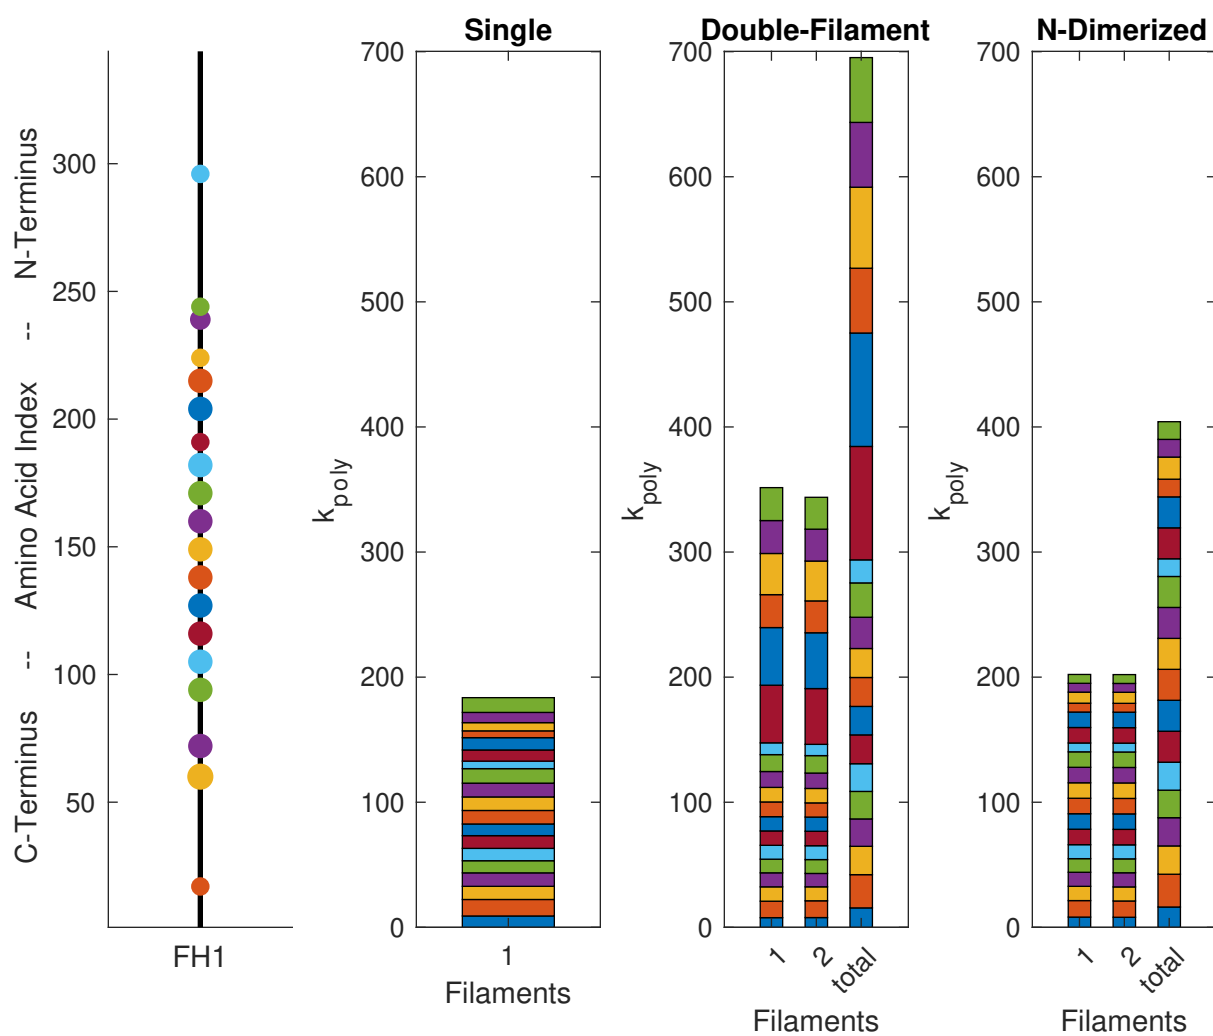 Single
Double-Filament
N-Dimerized
C-Terminus -- Amino Acid Index -- N-Terminus
300
250
200
150
100
50
FH1
k_poly
700
600
500
400
300
200
100
0
1
Filaments
k_poly
700
600
500
400
300
200
100
0
1
2
total
Filaments
k_poly
700
600
500
400
300
200
100
0
1
2
total
Filaments